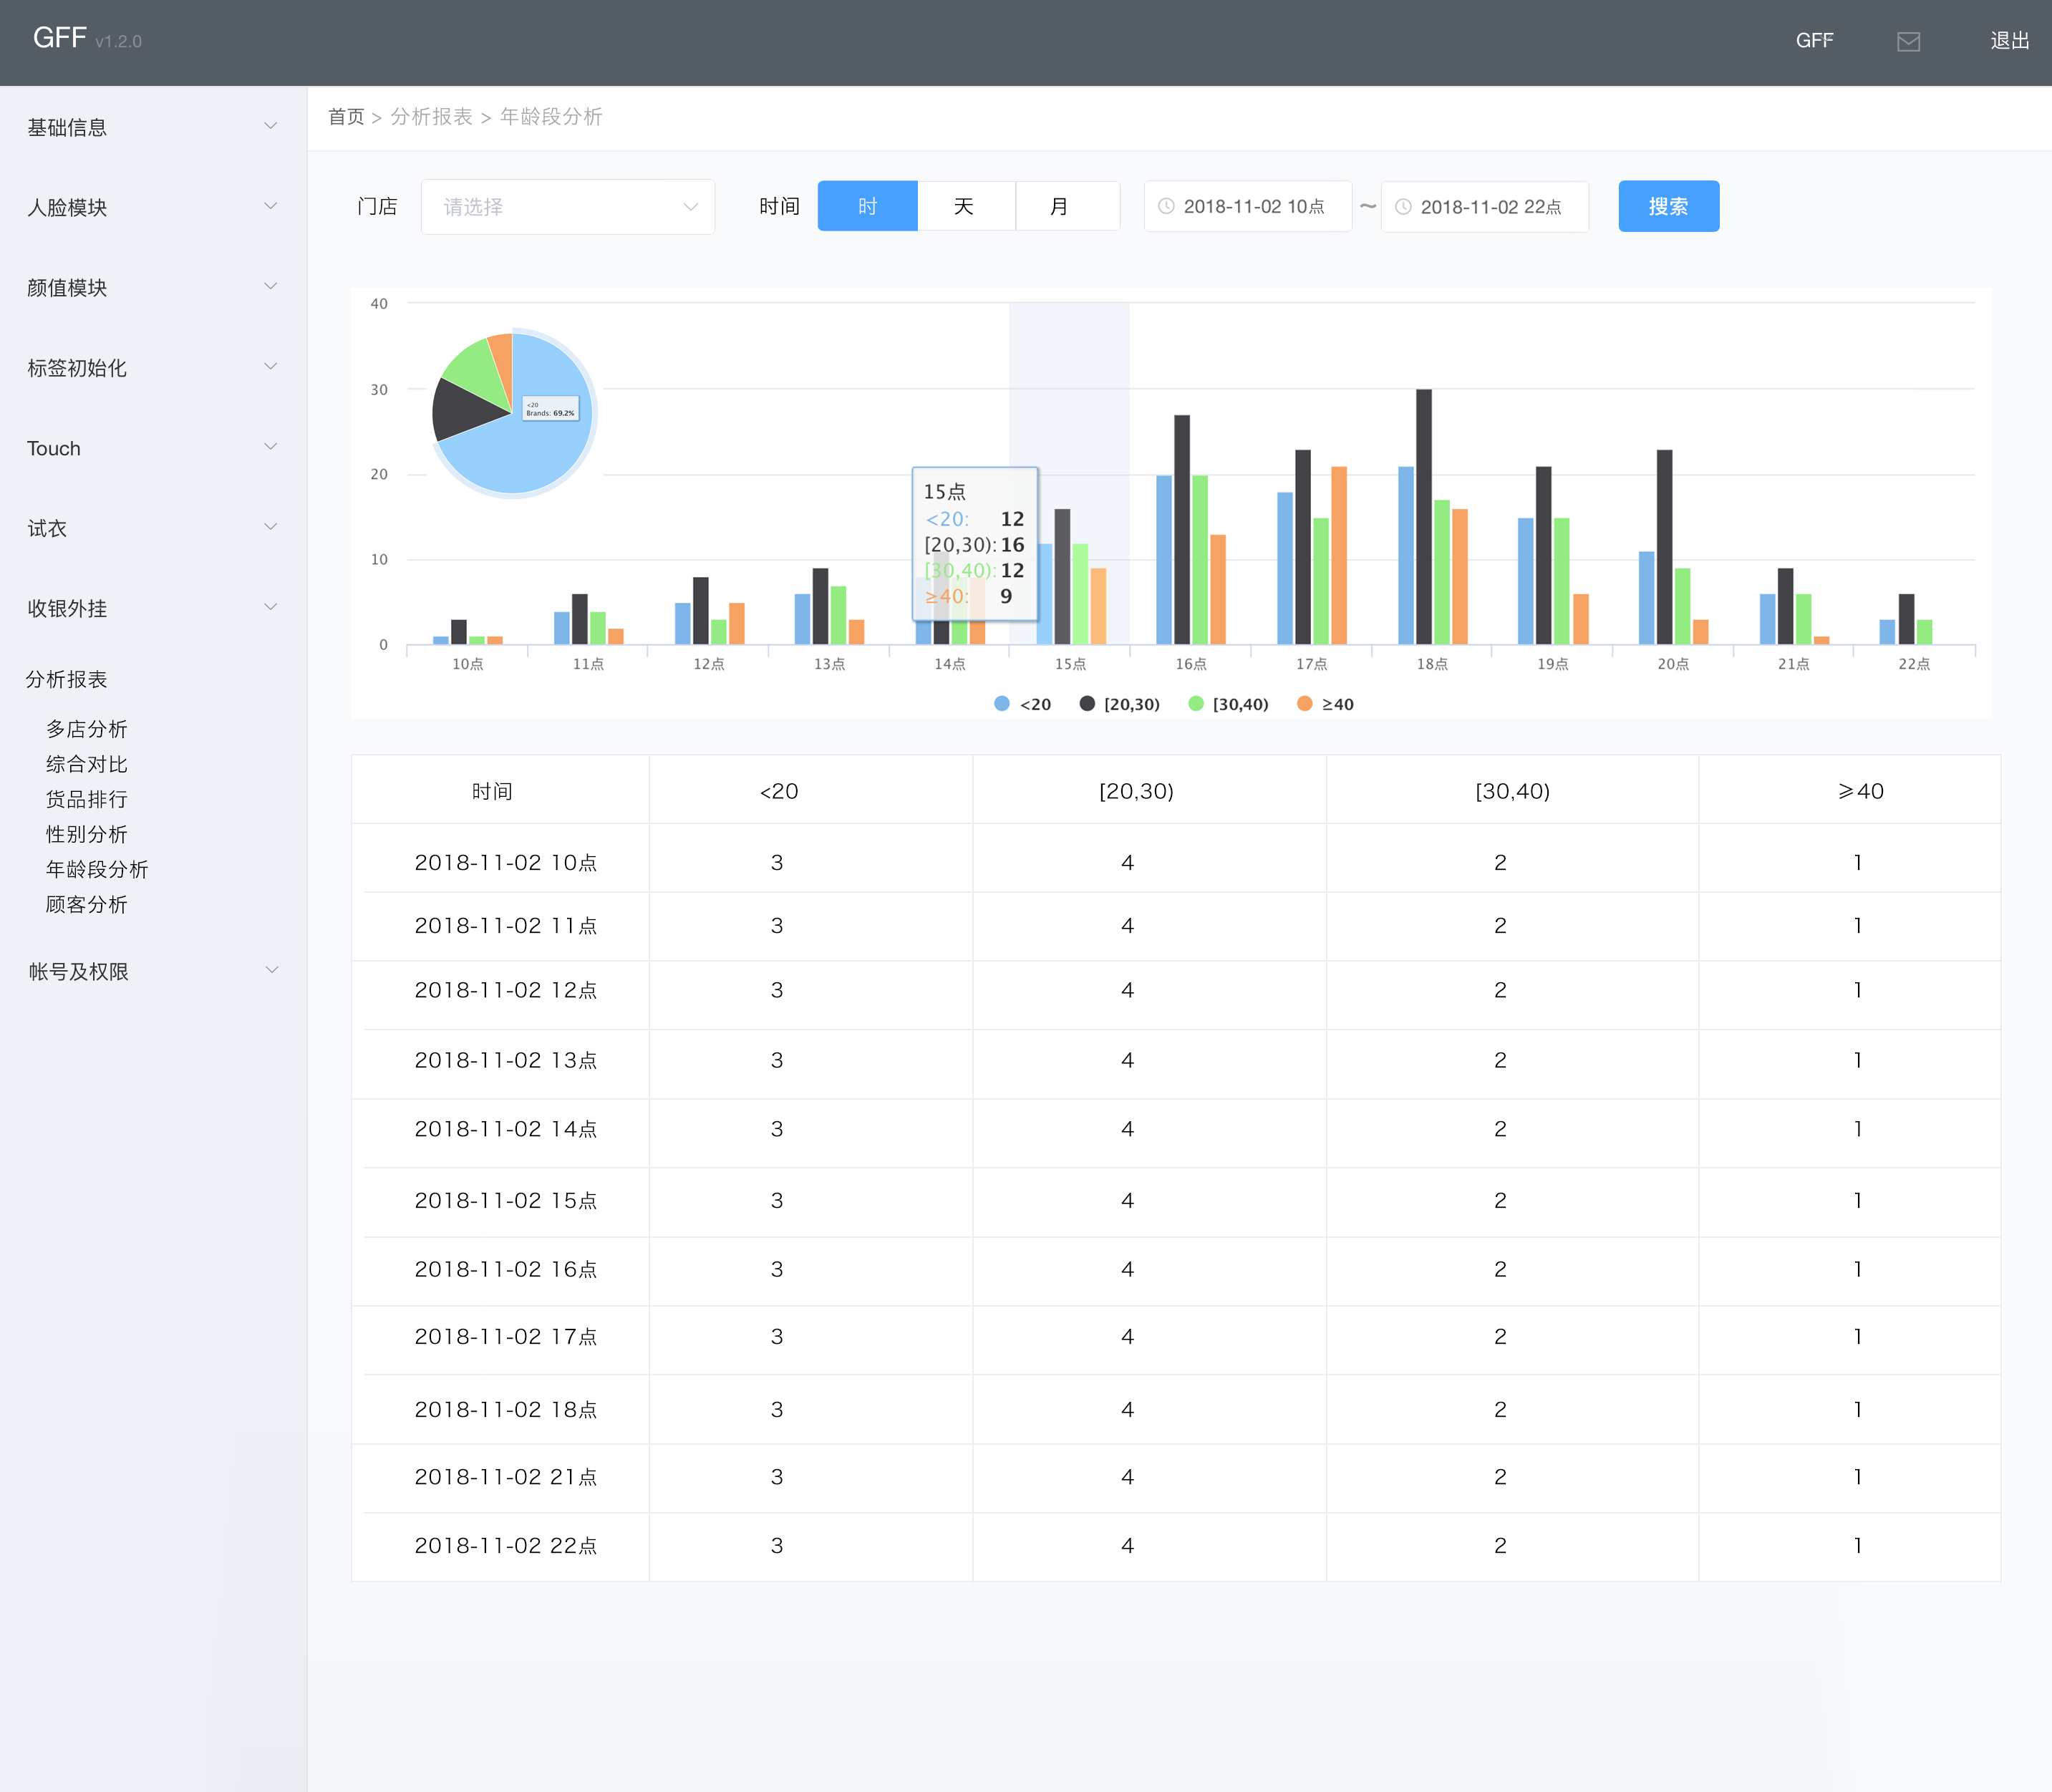 GFF v1.2.0
GFF
退出
基础信息
人脸模块
颜值模块
标签初始化
Touch
试衣
收银外挂
分析报表
多店分析
综合对比
货品排行
性别分析
年龄段分析
顾客分析
帐号及权限
首页 > 分析报表 > 年龄段分析
门店 请选择 时间 时 天 月 2018-11-02 10点 ~ 2018-11-02 22点 搜索
40
30
20
10
0
<20
Brands: 69.2%
15点
<20: 12
[20,30): 16
[30,40): 12
≥40: 9
10点 11点 12点 13点 14点 15点 16点 17点 18点 19点 20点 21点 22点
<20 [20,30) [30,40) ≥40
时间 <20 [20,30) [30,40) ≥40
2018-11-02 10点 3 4 2 1
2018-11-02 11点 3 4 2 1
2018-11-02 12点 3 4 2 1
2018-11-02 13点 3 4 2 1
2018-11-02 14点 3 4 2 1
2018-11-02 15点 3 4 2 1
2018-11-02 16点 3 4 2 1
2018-11-02 17点 3 4 2 1
2018-11-02 18点 3 4 2 1
2018-11-02 21点 3 4 2 1
2018-11-02 22点 3 4 2 1